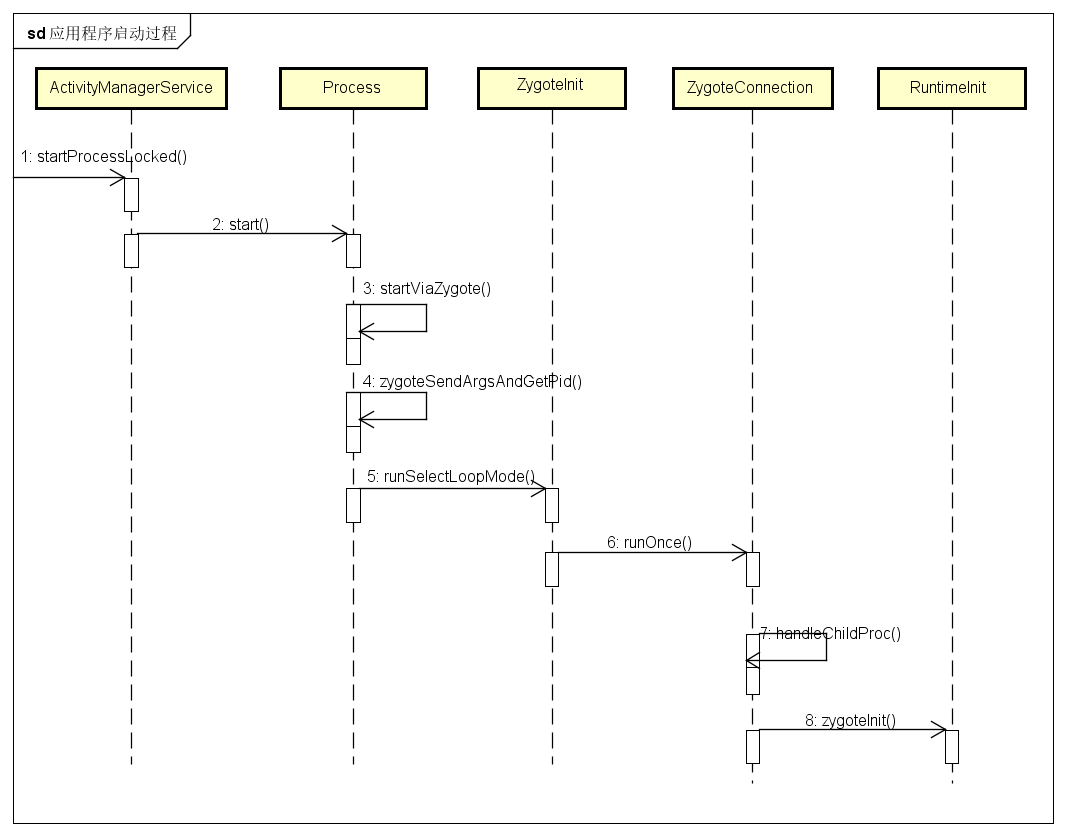 sd 应用程序启动过程
ActivityManagerService
Process
ZygoteInit
ZygoteConnection
RuntimeInit
1: startProcessLocked()
2: start()
3: startViaZygote()
4: zygoteSendArgsAndGetPid()
5: runSelectLoopMode()
6: runOnce()
7: handleChildProc()
8: zygoteInit()